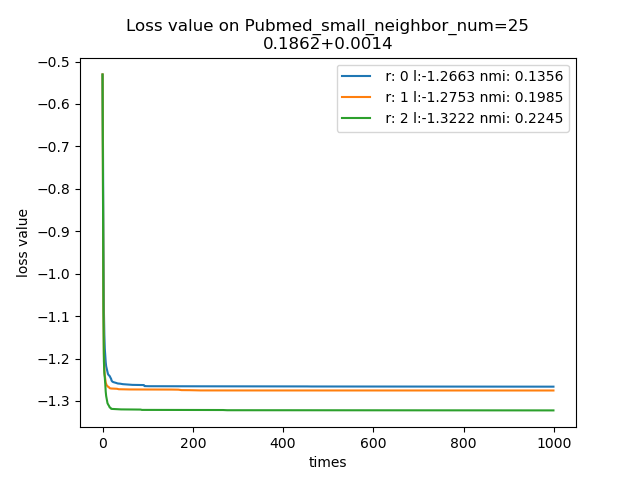 Loss value on Pubmed_small_neighbor_num=25
0.1862+0.0014
−0.5
−0.6
−0.7
−0.8
−0.9
−1.0
−1.1
−1.2
−1.3
loss value
r: 0 l:-1.2663 nmi: 0.1356
r: 1 l:-1.2753 nmi: 0.1985
r: 2 l:-1.3222 nmi: 0.2245
0 200 400 600 800 1000
times